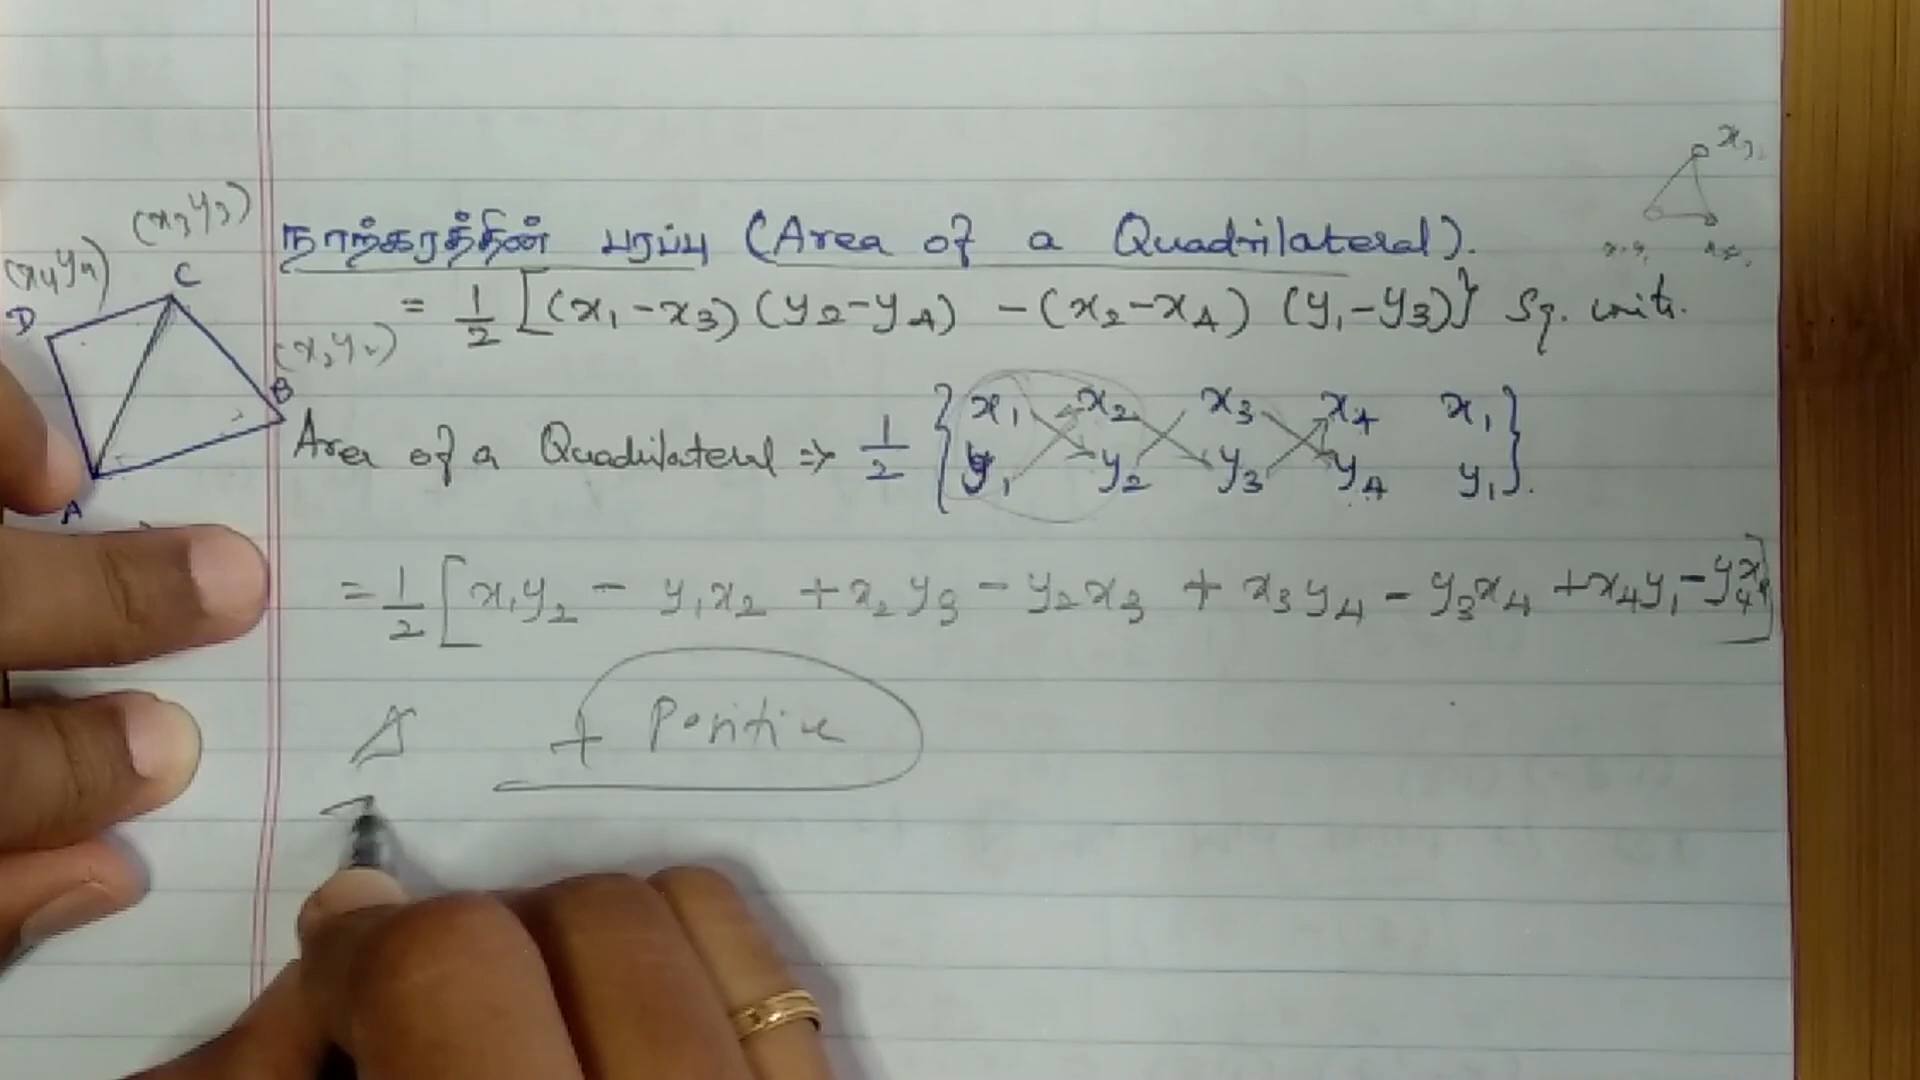 நாற்கரத்தின் பரப்பு (Area of a Quadrilateral).
= 1/2 [(x₁-x₃) (y₂-y₄) -(x₂-x₄) (y₁-y₃)} Sq. units.
(x₃y₃)
(x₄y₄)
C
D
B
A
Area of a Quadrilateral ⇒ 1/2 { x₁ x₂ x₃ x₄ x₁
y₁ y₂ y₃ y₄ y₁ }.
= 1/2 [x₁y₂ - y₁x₂ + x₂y₃ - y₂x₃ + x₃y₄ - y₃x₄ + x₄y₁ - y₄x₁]
Δ + Positive